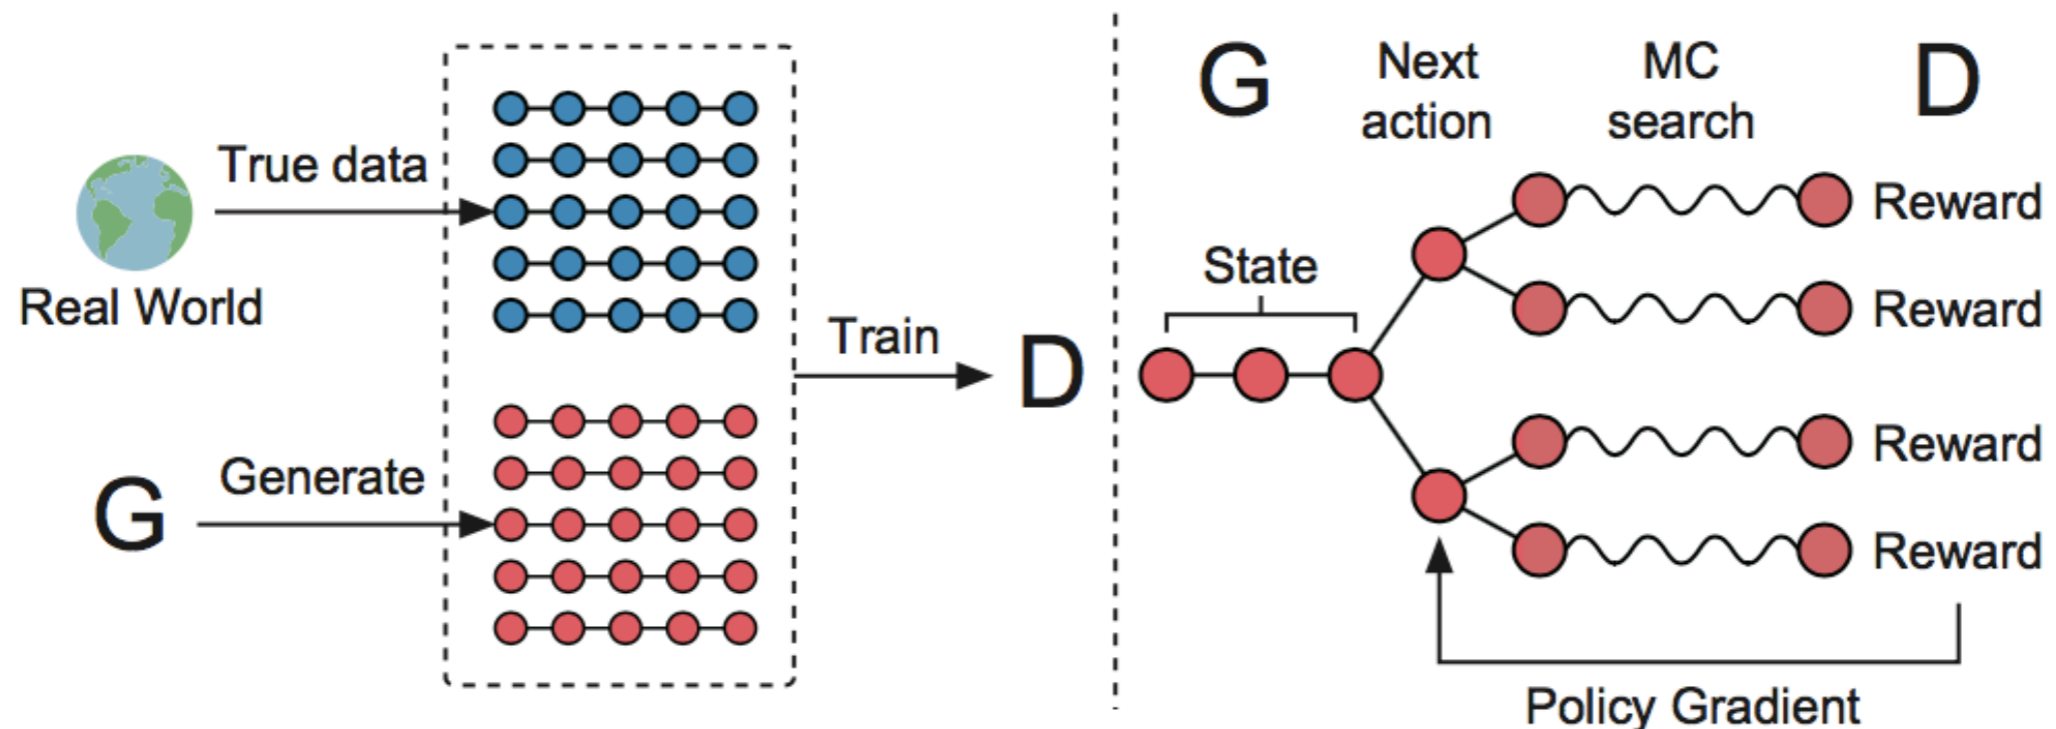 True data
Real World
G
Generate
Train
D
G
Next
action
MC
search
D
State
Reward
Reward
Reward
Reward
Policy Gradient